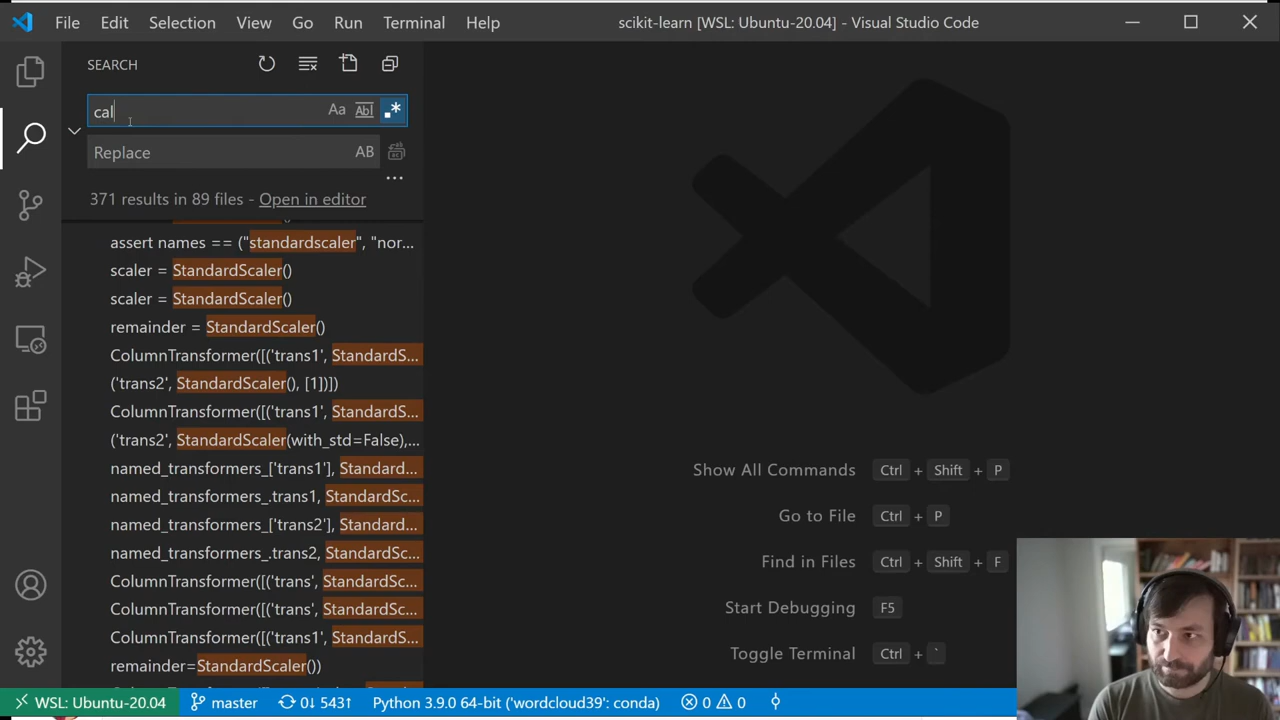 File Edit Selection View Go Run Terminal Help scikit-learn [WSL: Ubuntu-20.04] - Visual Studio Code
SEARCH
cal Aa Abl .*
Replace AB
...
371 results in 89 files - Open in editor
assert names == ("standardscaler", "nor...
scaler = StandardScaler()
scaler = StandardScaler()
remainder = StandardScaler()
ColumnTransformer([('trans1', StandardS...
('trans2', StandardScaler(), [1])])
ColumnTransformer([('trans1', StandardS...
('trans2', StandardScaler(with_std=False),...
named_transformers_['trans1'], Standard...
named_transformers_.trans1, StandardSc...
named_transformers_['trans2'], Standard...
named_transformers_.trans2, StandardSc...
ColumnTransformer([('trans', StandardSc...
ColumnTransformer([('trans', StandardSc...
ColumnTransformer([('trans1', StandardS...
remainder=StandardScaler())
Show All Commands Ctrl + Shift + P
Go to File Ctrl + P
Find in Files Ctrl + Shift + F
Start Debugging F5
Toggle Terminal Ctrl + `
WSL: Ubuntu-20.04 master 0↓ 543↑ Python 3.9.0 64-bit ('wordcloud39': conda) 0 0